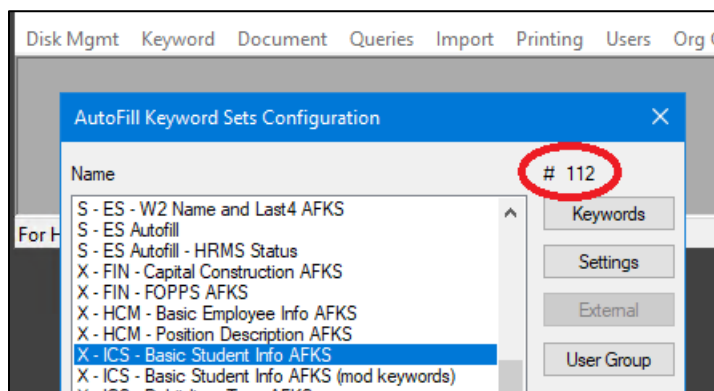 Disk Mgmt Keyword Document Queries Import Printing Users Org
AutoFill Keyword Sets Configuration
Name
# 112
S - ES - W2 Name and Last4 AFKS
S - ES Autofill
S - ES Autofill - HRMS Status
X - FIN - Capital Construction AFKS
X - FIN - FOPPS AFKS
X - HCM - Basic Employee Info AFKS
X - HCM - Position Description AFKS
X - ICS - Basic Student Info AFKS
X - ICS - Basic Student Info AFKS (mod keywords)
Keywords
Settings
External
User Group
For